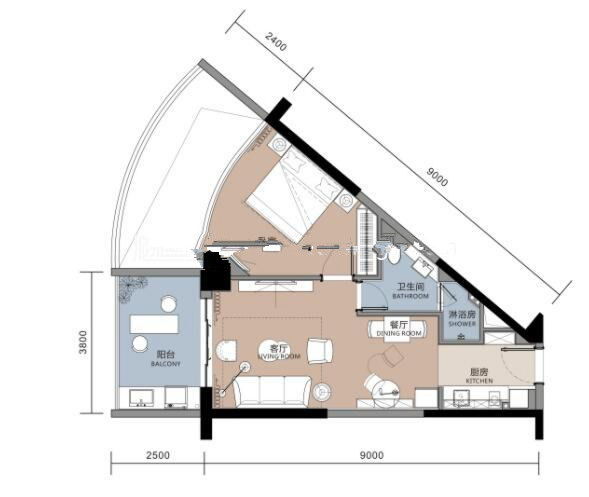 2400
9000
3800
卫生间
BATHROOM
淋浴房
SHOWER
餐厅
DINING ROOM
客厅
LIVING ROOM
阳台
BALCONY
厨房
KITCHEN
2500
9000